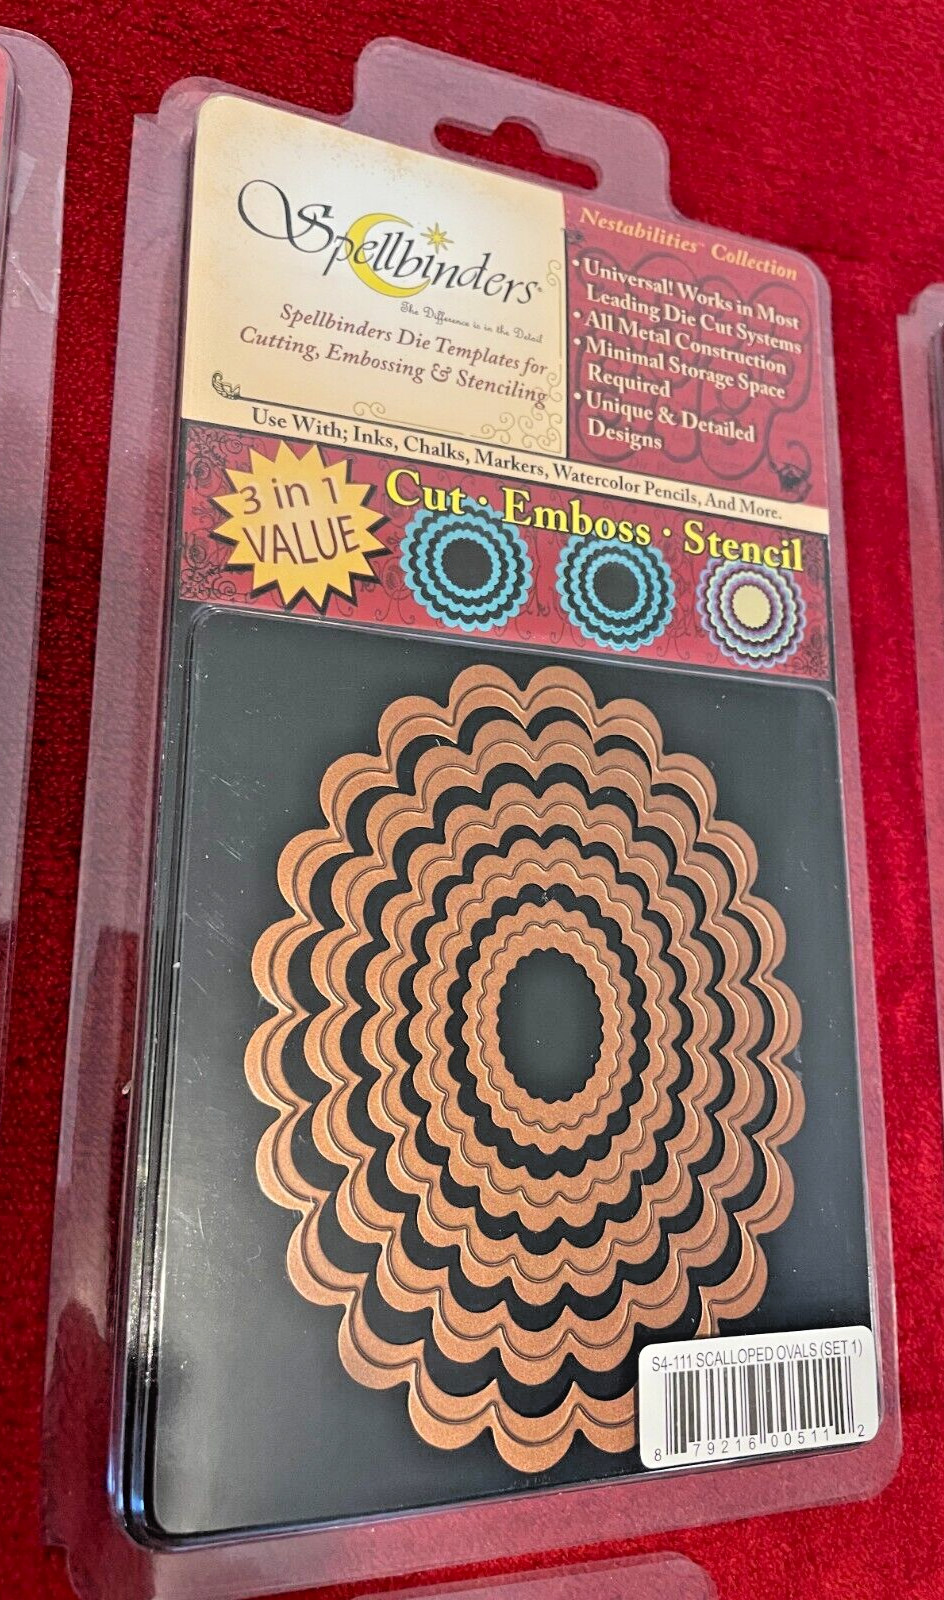 Spellbinders®
The Difference is in the Detail
Spellbinders Die Templates for
Cutting, Embossing & Stenciling
Nestabilities™ Collection
• Universal! Works in Most
Leading Die Cut Systems
• All Metal Construction
• Minimal Storage Space
Required
• Unique & Detailed
Designs
Use With; Inks, Chalks, Markers, Watercolor Pencils, And More.
3 in 1
VALUE
Cut • Emboss • Stencil
S4-111 SCALLOPED OVALS (SET 1)
8 79216 00511 2